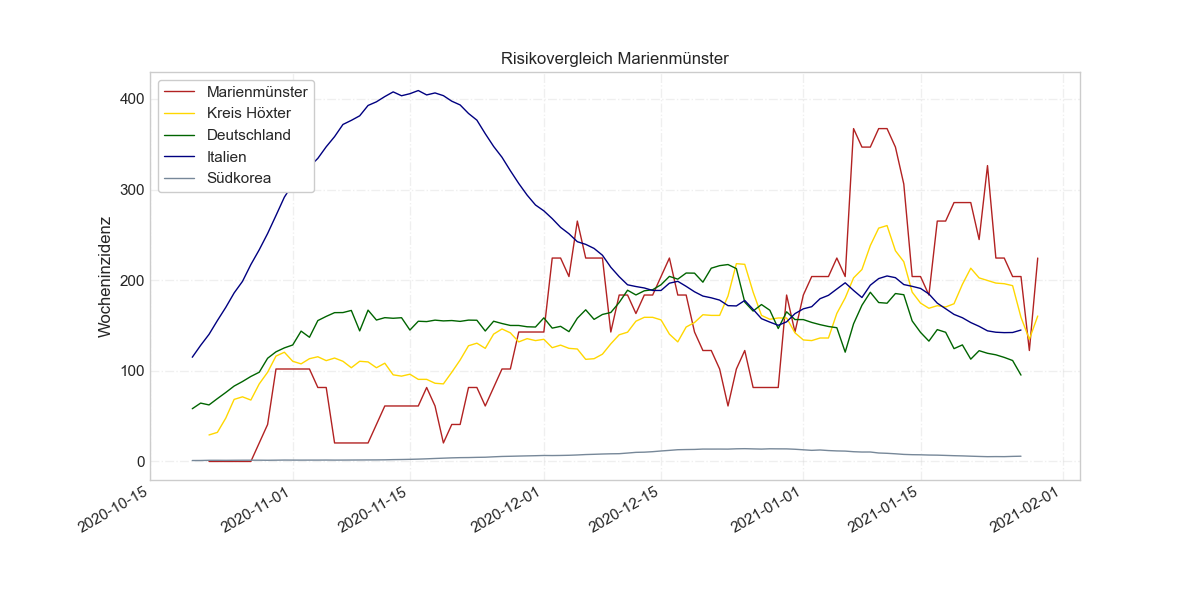 Risikovergleich Marienmünster
Marienmünster
Kreis Höxter
Deutschland
Italien
Südkorea
Wocheninzidenz
400
300
200
100
0
2020-10-15
2020-11-01
2020-11-15
2020-12-01
2020-12-15
2021-01-01
2021-01-15
2021-02-01